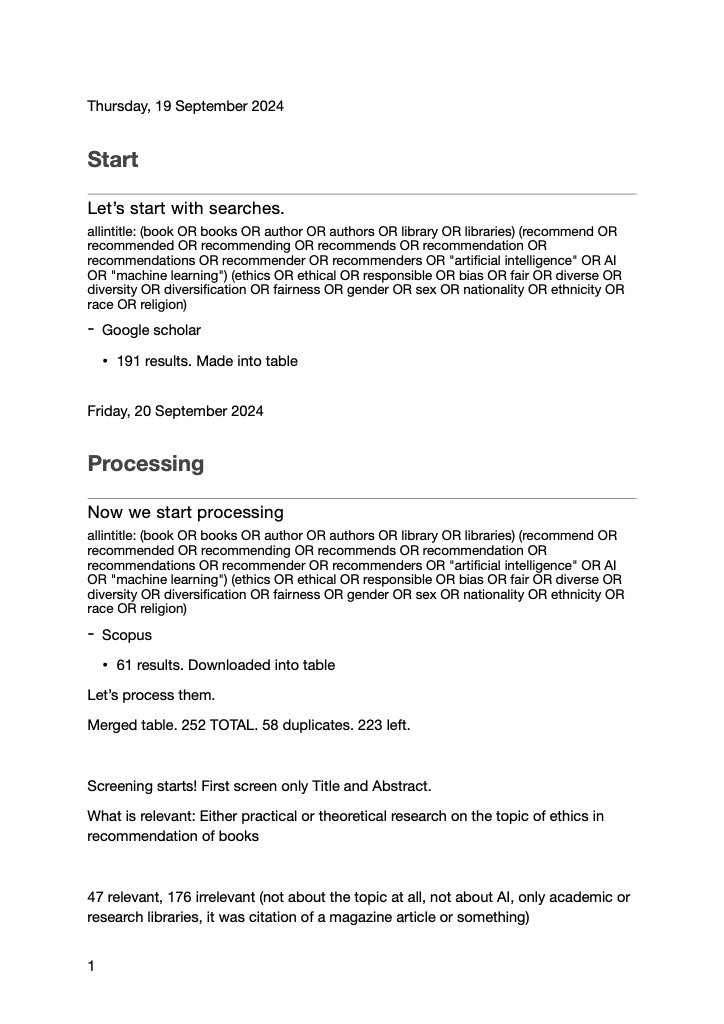 Thursday, 19 September 2024
Start
Let’s start with searches.
allintitle: (book OR books OR author OR authors OR library OR libraries) (recommend OR
recommended OR recommending OR recommends OR recommendation OR
recommendations OR recommender OR recommenders OR "artificial intelligence" OR AI
OR "machine learning") (ethics OR ethical OR responsible OR bias OR fair OR diverse OR
diversity OR diversification OR fairness OR gender OR sex OR nationality OR ethnicity OR
race OR religion)
- Google scholar
• 191 results. Made into table
Friday, 20 September 2024
Processing
Now we start processing
allintitle: (book OR books OR author OR authors OR library OR libraries) (recommend OR
recommended OR recommending OR recommends OR recommendation OR
recommendations OR recommender OR recommenders OR "artificial intelligence" OR AI
OR "machine learning") (ethics OR ethical OR responsible OR bias OR fair OR diverse OR
diversity OR diversification OR fairness OR gender OR sex OR nationality OR ethnicity OR
race OR religion)
- Scopus
• 61 results. Downloaded into table
Let’s process them.
Merged table. 252 TOTAL. 58 duplicates. 223 left.
Screening starts! First screen only Title and Abstract.
What is relevant: Either practical or theoretical research on the topic of ethics in
recommendation of books
47 relevant, 176 irrelevant (not about the topic at all, not about AI, only academic or
research libraries, it was citation of a magazine article or something)
1